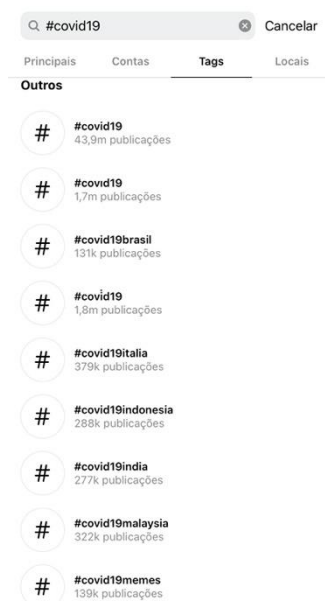 #covid19 Cancelar
Principais Contas Tags Locais
Outros
#covid19
43,9m publicações
#covıd19
1,7m publicações
#covid19brasil
131k publicações
#covi̇d19
1,8m publicações
#covid19italia
379k publicações
#covid19indonesia
288k publicações
#covid19india
277k publicações
#covid19malaysia
322k publicações
#covid19memes
139k publicações